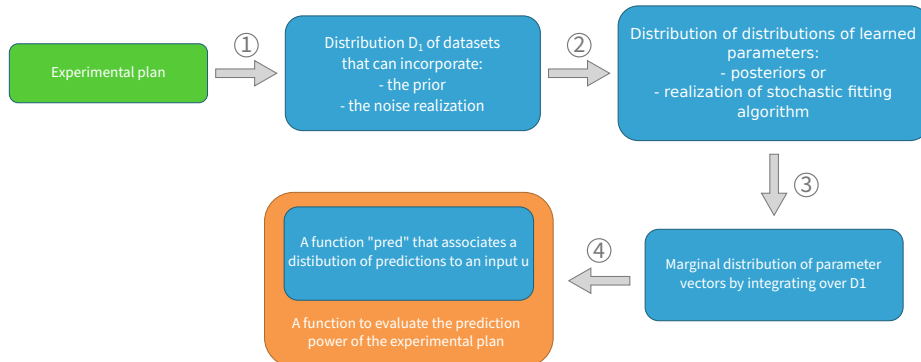 Experimental plan
①
Distribution D₁ of datasets
that can incorporate:
- the prior
- the noise realization
②
Distribution of distributions of learned
parameters:
- posteriors or
- realization of stochastic fitting
algorithm
③
Marginal distribution of parameter
vectors by integrating over D1
④
A function "pred" that associates a
distibution of predictions to an input u
A function to evaluate the prediction
power of the experimental plan